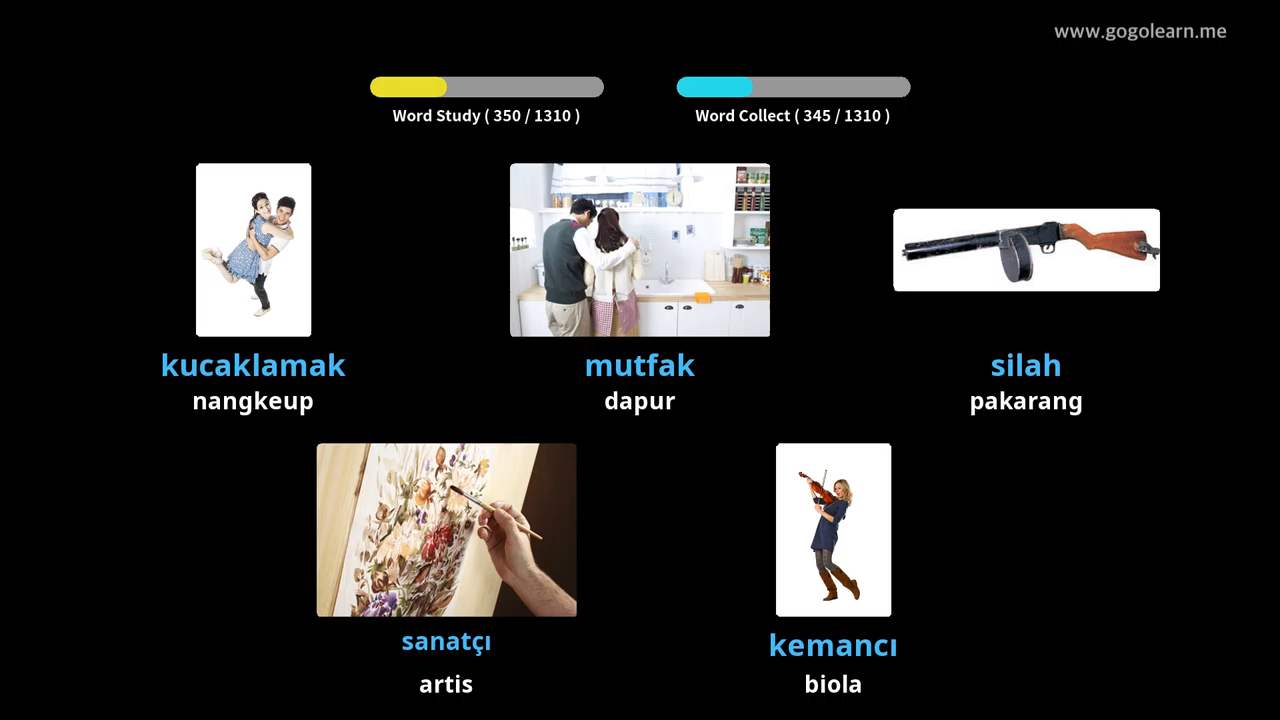 www.gogolearn.me
Word Study ( 350 / 1310 )
Word Collect ( 345 / 1310 )
kucaklamak
nangkeup
mutfak
dapur
silah
pakarang
sanatçı
artis
kemancı
biola